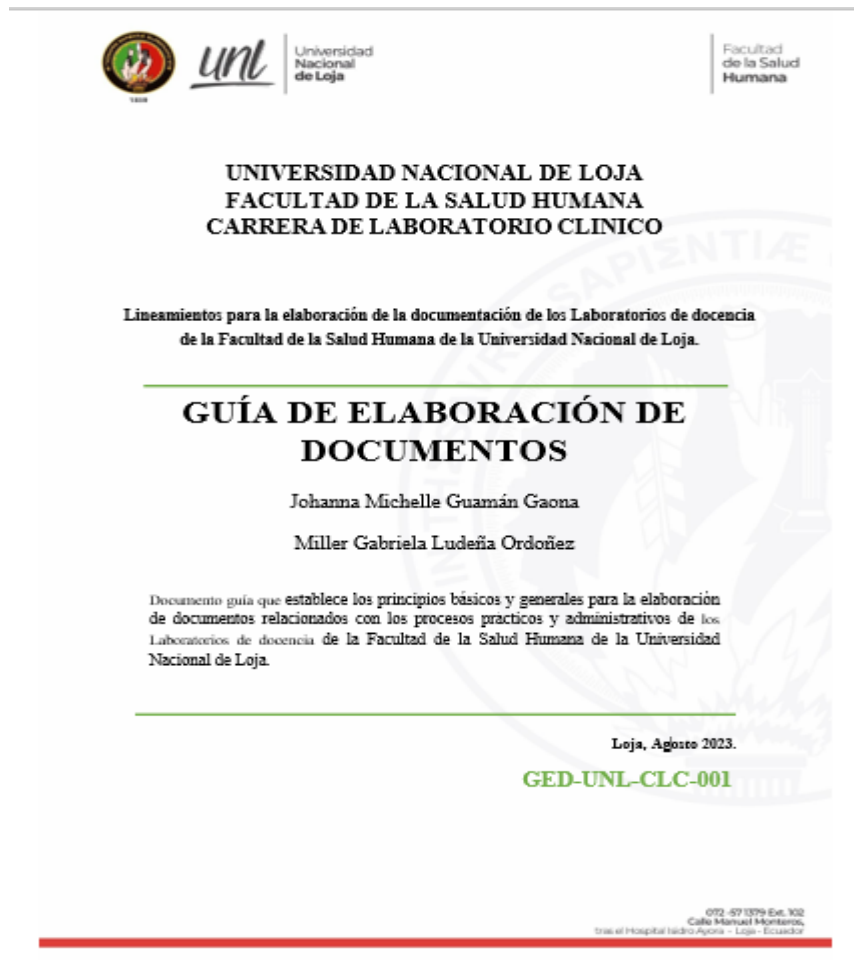 unl
Universidad
Nacional
de Loja
Facultad
de la Salud
Humana
1859
UNIVERSIDAD NACIONAL DE LOJA
FACULTAD DE LA SALUD HUMANA
CARRERA DE LABORATORIO CLINICO
SAPIENTIÆ
Lineamientos para la elaboración de la documentación de los Laboratorios de docencia
de la Facultad de la Salud Humana de la Universidad Nacional de Loja.
GUÍA DE ELABORACIÓN DE
DOCUMENTOS
Johanna Michelle Guamán Gaona
Miller Gabriela Ludeña Ordoñez
Documento guía que establece los principios básicos y generales para la elaboración
de documentos relacionados con los procesos prácticos y administrativos de los
Laboratorios de docencia de la Facultad de la Salud Humana de la Universidad
Nacional de Loja.
Loja, Agosto 2023.
GED-UNL-CLC-001
072 -57 1379 Ext. 102
Calle Manuel Monteros,
tras el Hospital Isidro Ayora - Loja - Ecuador